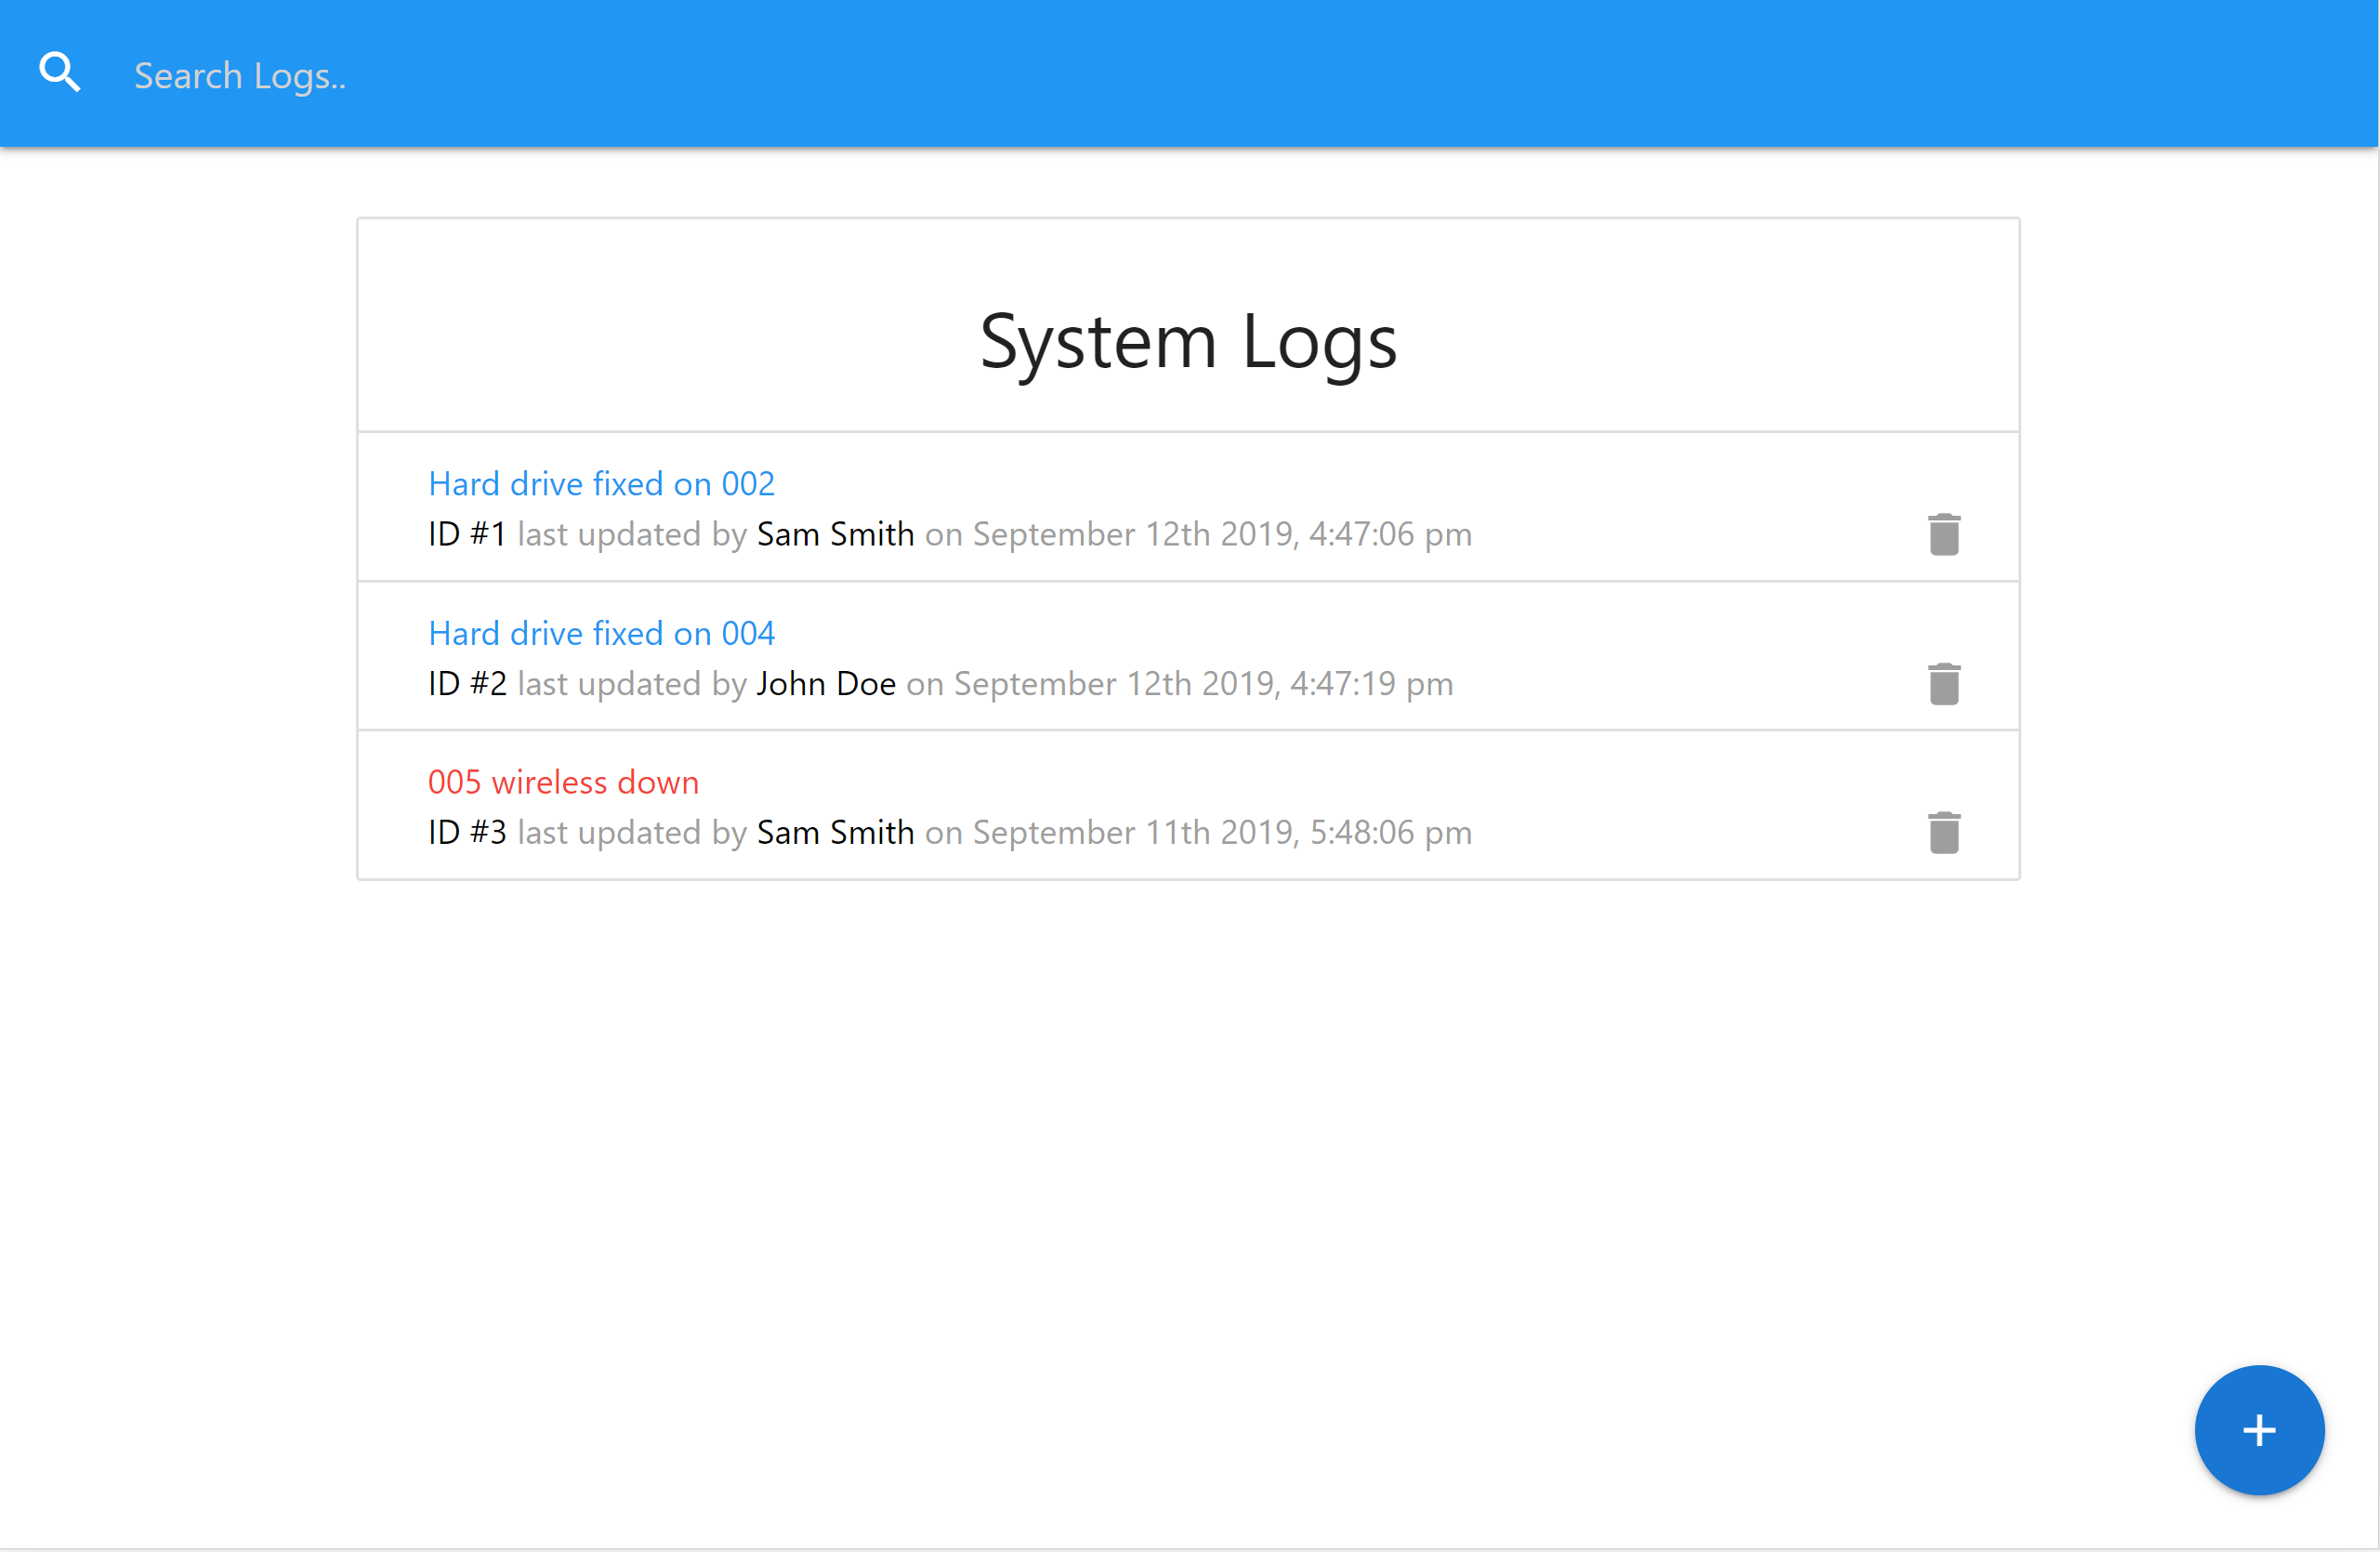 Search Logs..
System Logs
Hard drive fixed on 002
ID #1 last updated by Sam Smith on September 12th 2019, 4:47:06 pm
Hard drive fixed on 004
ID #2 last updated by John Doe on September 12th 2019, 4:47:19 pm
005 wireless down
ID #3 last updated by Sam Smith on September 11th 2019, 5:48:06 pm